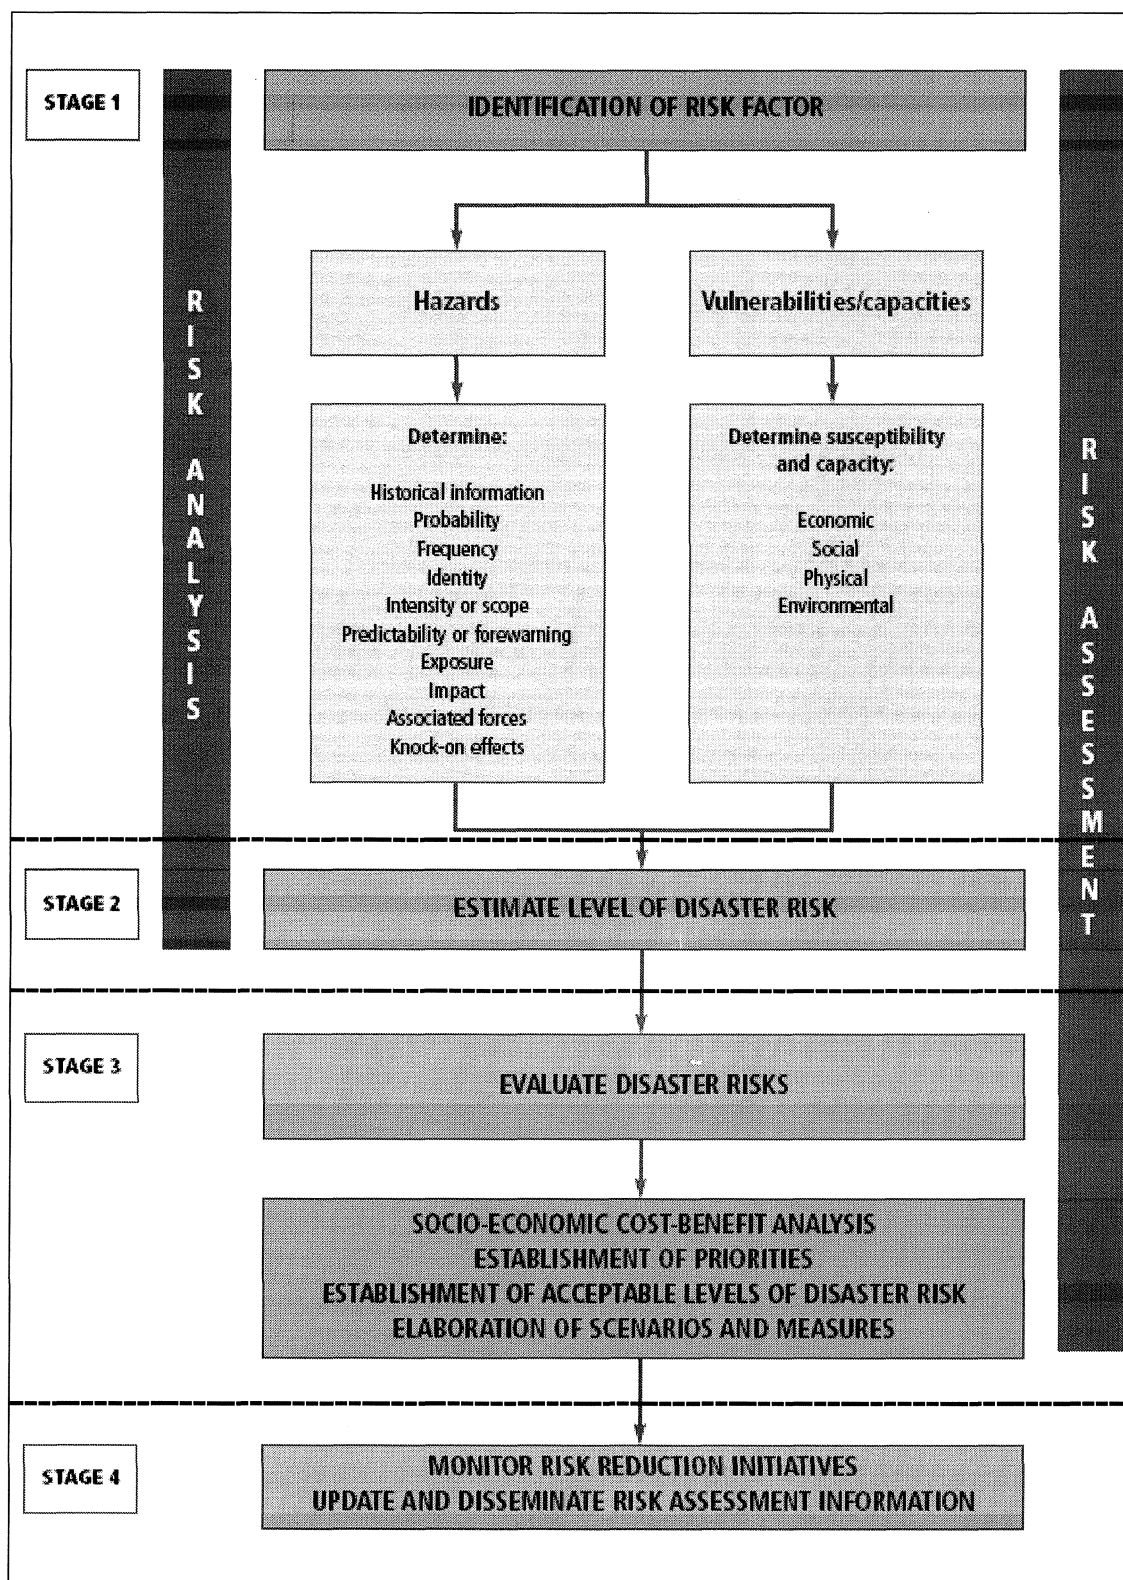 STAGE 1
IDENTIFICATION OF RISK FACTOR
Hazards
Vulnerabilities/capacities
Determine:
Historical information
Probability
Frequency
Identity
Intensity or scope
Predictability or forewarning
Exposure
Impact
Associated forces
Knock-on effects
Determine susceptibility
and capacity:
Economic
Social
Physical
Environmental
RISK ANALYSIS
RISK ASSESSMENT
STAGE 2
ESTIMATE LEVEL OF DISASTER RISK
STAGE 3
EVALUATE DISASTER RISKS
SOCIO-ECONOMIC COST-BENEFIT ANALYSIS
ESTABLISHMENT OF PRIORITIES
ESTABLISHMENT OF ACCEPTABLE LEVELS OF DISASTER RISK
ELABORATION OF SCENARIOS AND MEASURES
STAGE 4
MONITOR RISK REDUCTION INITIATIVES
UPDATE AND DISSEMINATE RISK ASSESSMENT INFORMATION